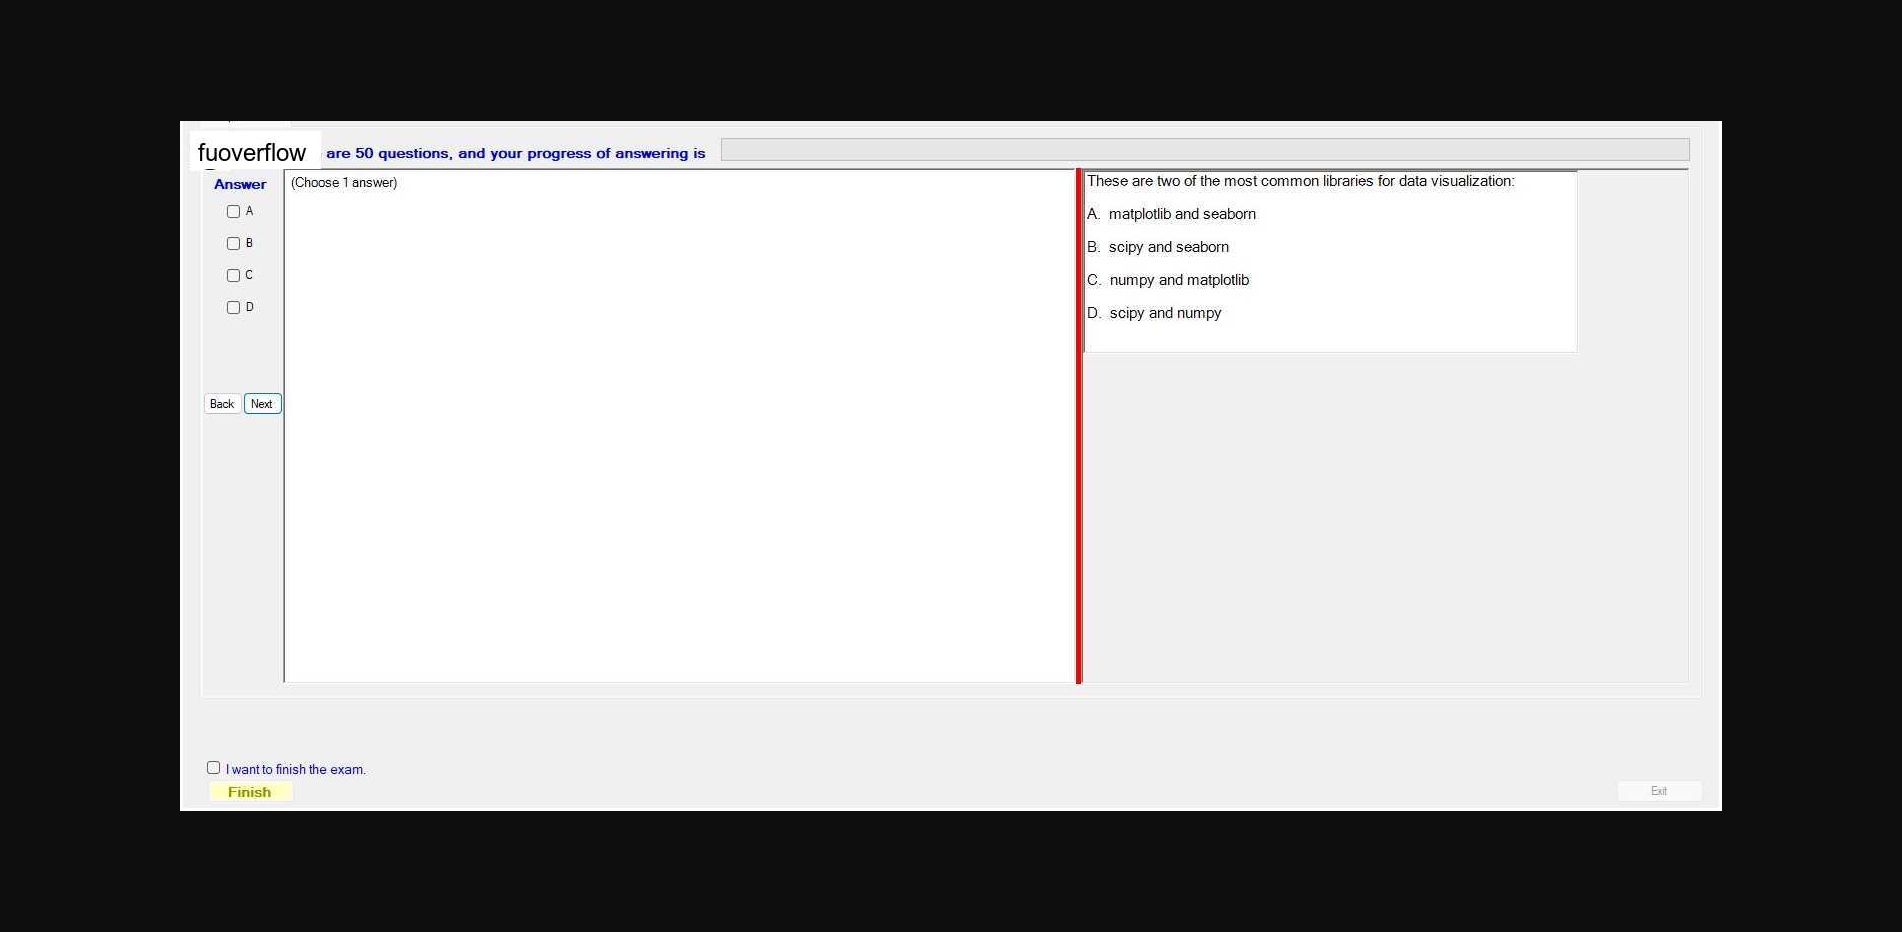 fuoverflow are 50 questions, and your progress of answering is
Answer
A
B
C
D
Back Next
(Choose 1 answer)
These are two of the most common libraries for data visualization:
A. matplotlib and seaborn
B. scipy and seaborn
C. numpy and matplotlib
D. scipy and numpy
I want to finish the exam.
Finish
Exit